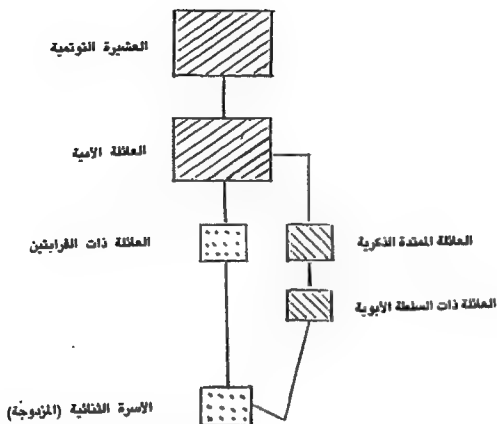 العشيرة التوتمية
العائلة الأمية
العائلة ذات القرابتين
العائلة الممتدة الذكرية
العائلة ذات السلطة الأبوية
الأسرة الثنائية (المزدوجة)